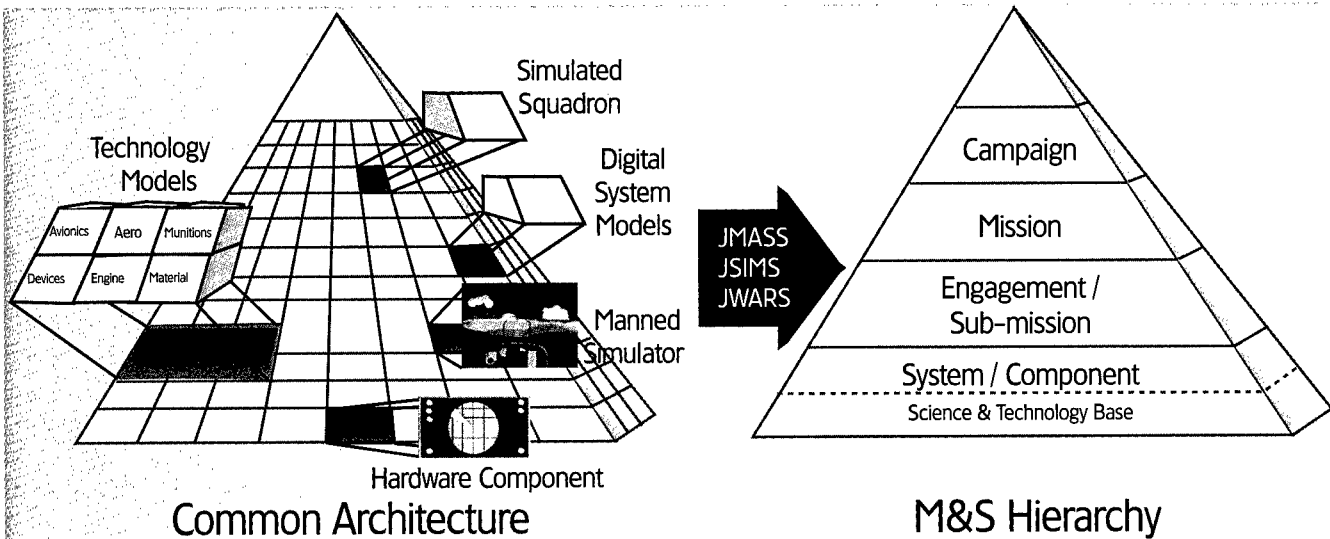 Simulated
Squadron
Technology
Models
Digital
System
Models
Avionics Aero Munitions
Devices Engine Material
Manned
Simulator
Hardware Component
Common Architecture
JMASS
JSIMS
JWARS
Campaign
Mission
Engagement /
Sub-mission
System / Component
Science & Technology Base
M&S Hierarchy